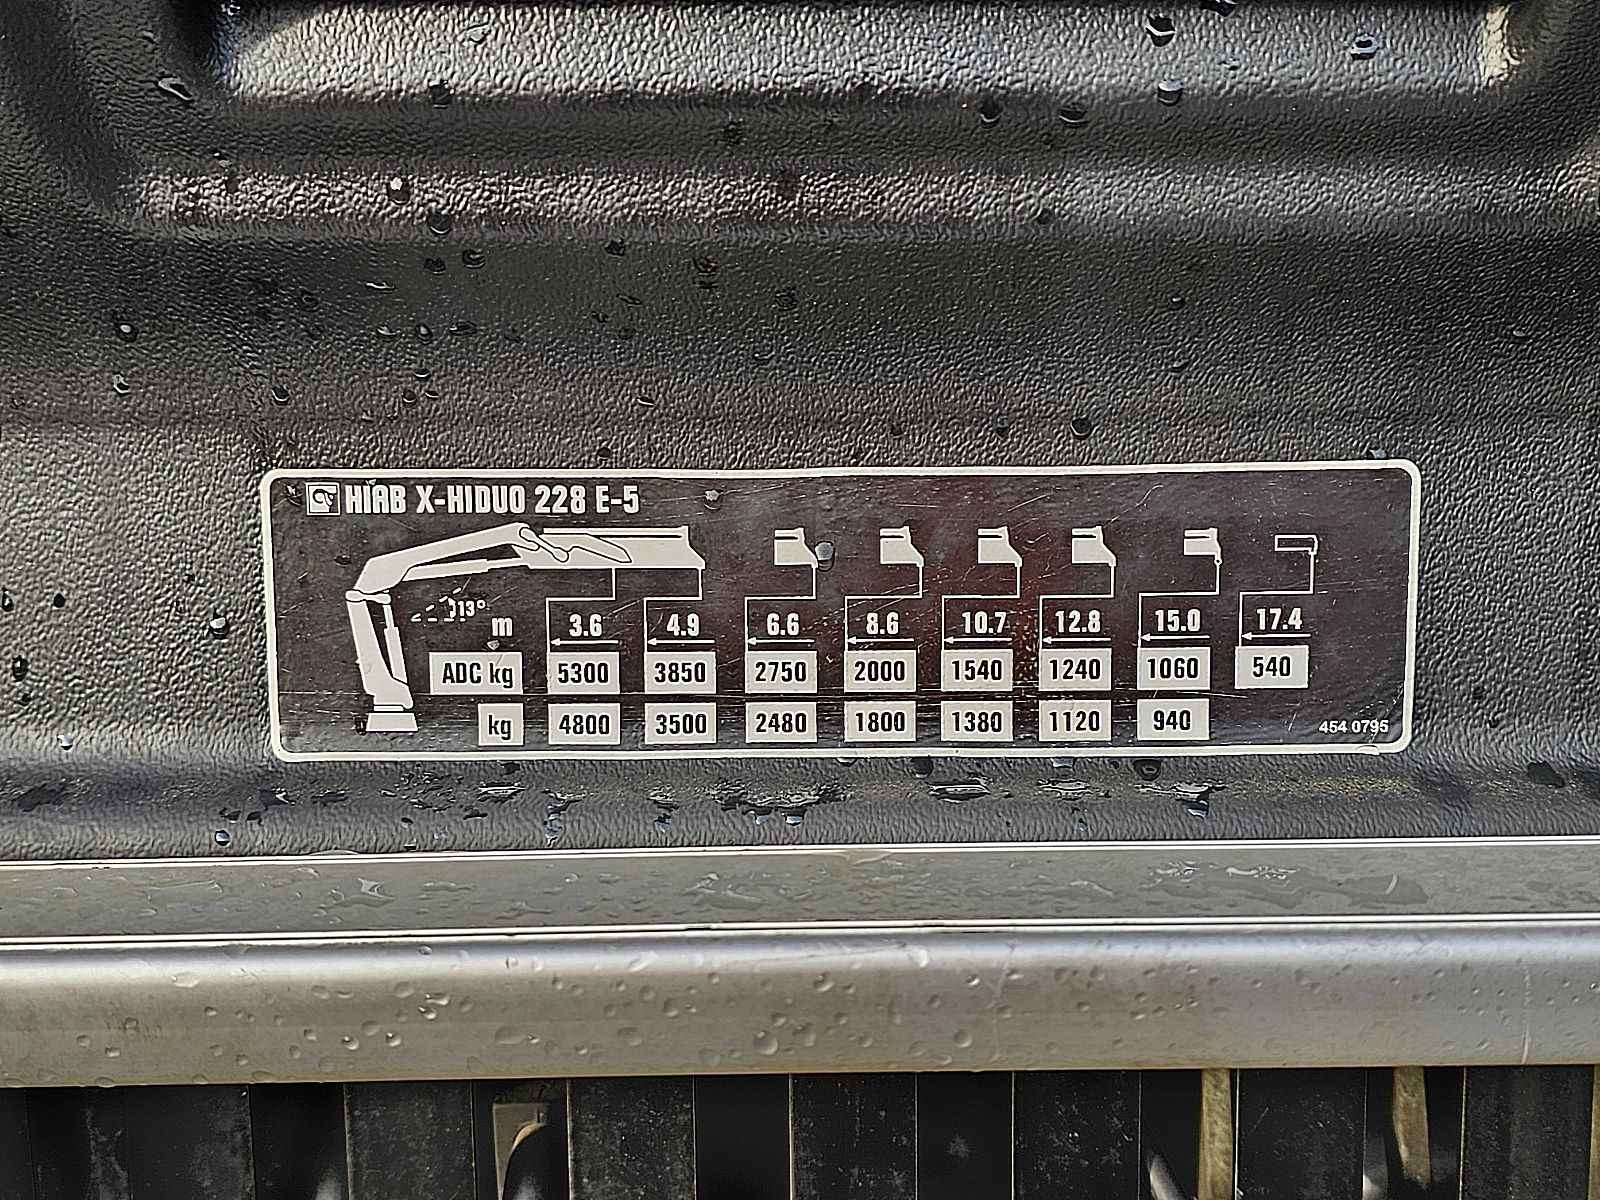 HIAB X-HIDUO 228 E-5
13°
m 3.6 4.9 6.6 8.6 10.7 12.8 15.0 17.4
ADC kg 5300 3850 2750 2000 1540 1240 1060 540
kg 4800 3500 2480 1800 1380 1120 940
454 0795